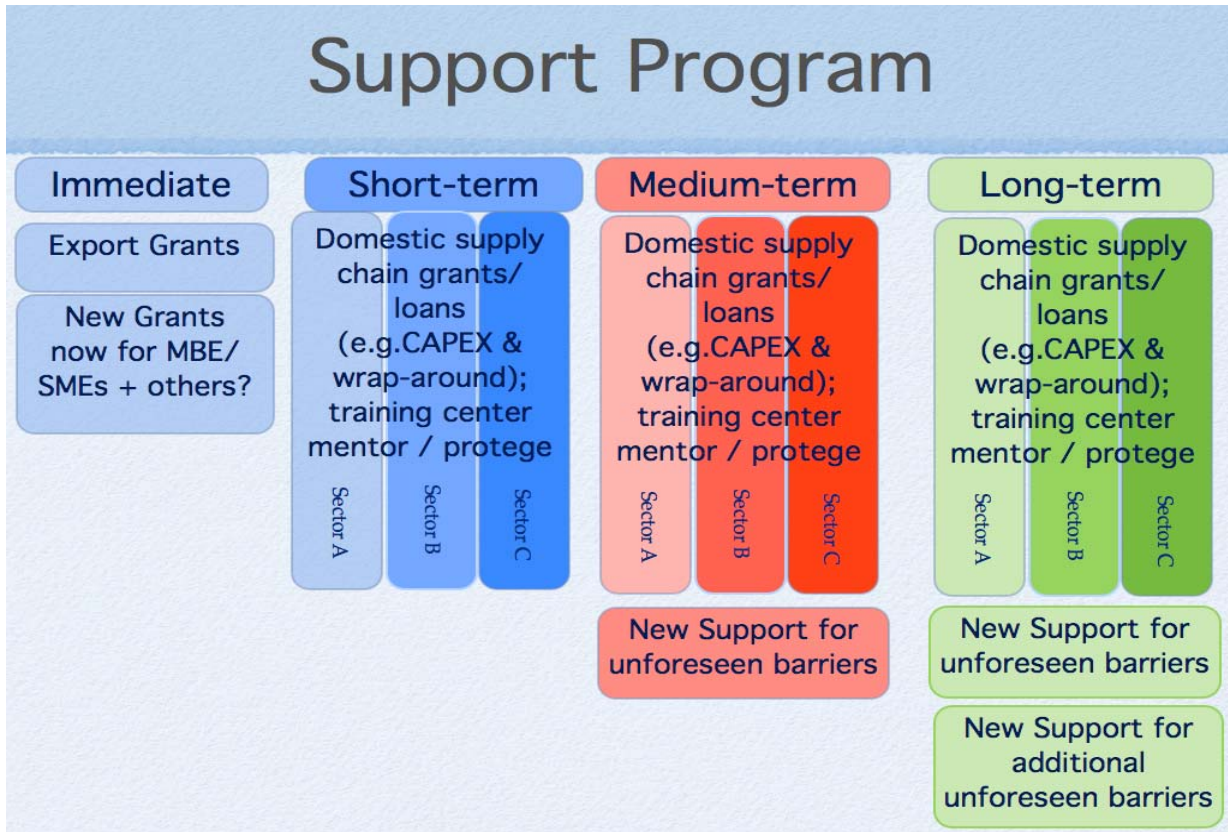 Support Program
Immediate
Export Grants
New Grants
now for MBE/
SMEs + others?
Short-term
Domestic supply
chain grants/
loans
(e.g.CAPEX &
wrap-around);
training center
mentor / protege
Sector A
Sector B
Sector C
Medium-term
Domestic supply
chain grants/
loans
(e.g.CAPEX &
wrap-around);
training center
mentor / protege
Sector A
Sector B
Sector C
New Support for
unforeseen barriers
Long-term
Domestic supply
chain grants/
loans
(e.g.CAPEX &
wrap-around);
training center
mentor / protege
Sector A
Sector B
Sector C
New Support for
unforeseen barriers
New Support for
additional
unforeseen barriers